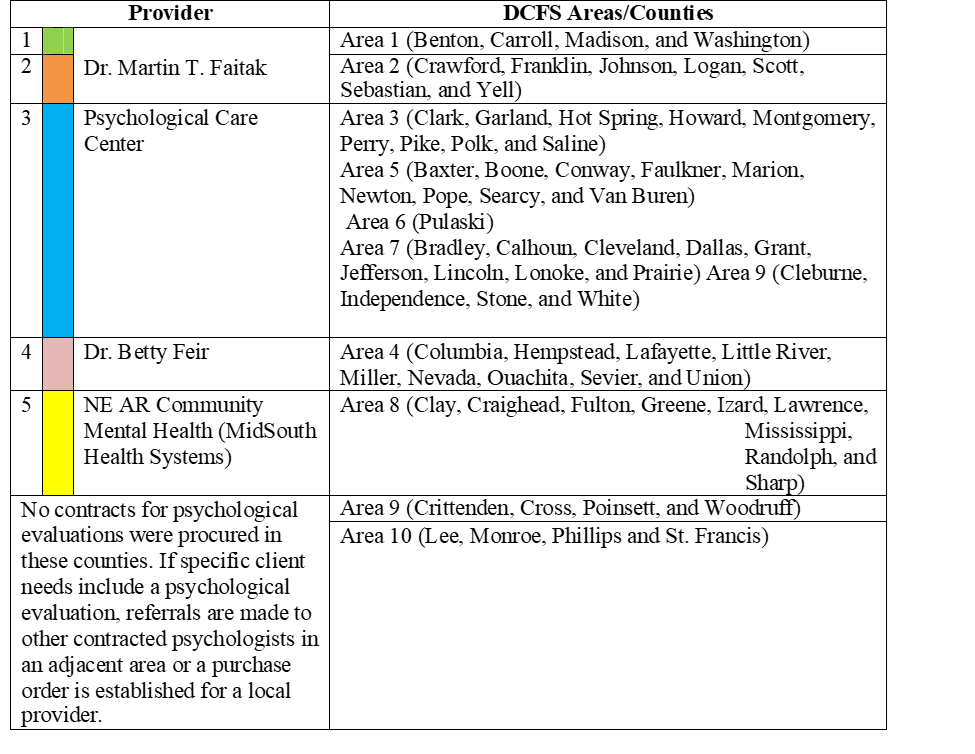 Provider
DCFS Areas/Counties
1
Area 1 (Benton, Carroll, Madison, and Washington)
2
Dr. Martin T. Faitak
Area 2 (Crawford, Franklin, Johnson, Logan, Scott,
Sebastian, and Yell)
3
Psychological Care
Center
Area 3 (Clark, Garland, Hot Spring, Howard, Montgomery,
Perry, Pike, Polk, and Saline)
Area 5 (Baxter, Boone, Conway, Faulkner, Marion,
Newton, Pope, Searcy, and Van Buren)
Area 6 (Pulaski)
Area 7 (Bradley, Calhoun, Cleveland, Dallas, Grant,
Jefferson, Lincoln, Lonoke, and Prairie) Area 9 (Cleburne,
Independence, Stone, and White)
4
Dr. Betty Feir
Area 4 (Columbia, Hempstead, Lafayette, Little River,
Miller, Nevada, Ouachita, Sevier, and Union)
5
NE AR Community
Mental Health (MidSouth
Health Systems)
Area 8 (Clay, Craighead, Fulton, Greene, Izard, Lawrence,
Mississippi,
Randolph, and
Sharp)
No contracts for psychological
evaluations were procured in
these counties. If specific client
needs include a psychological
evaluation, referrals are made to
other contracted psychologists in
an adjacent area or a purchase
order is established for a local
provider.
Area 9 (Crittenden, Cross, Poinsett, and Woodruff)
Area 10 (Lee, Monroe, Phillips and St. Francis)